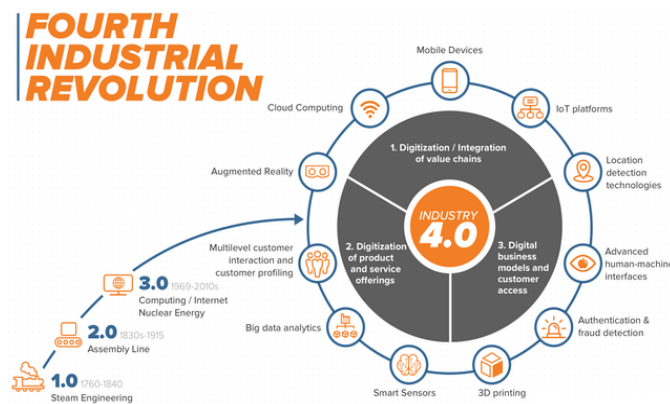 FOURTH
INDUSTRIAL
REVOLUTION
Mobile Devices
Cloud Computing
IoT platforms
1. Digitization / Integration
of value chains
Augmented Reality
Location
detection
technologies
INDUSTRY
4.0
Multilevel customer
interaction and
customer profiling
2. Digitization
of product
and service
offerings
3. Digital
business
models and
customer
access
Advanced
human-machine
interfaces
3.0 1969-2010s
Computing / Internet
Nuclear Energy
Big data analytics
Authentication &
fraud detection
2.0 1830s-1915
Assembly Line
Smart Sensors
3D printing
1.0 1760-1840
Steam Engineering